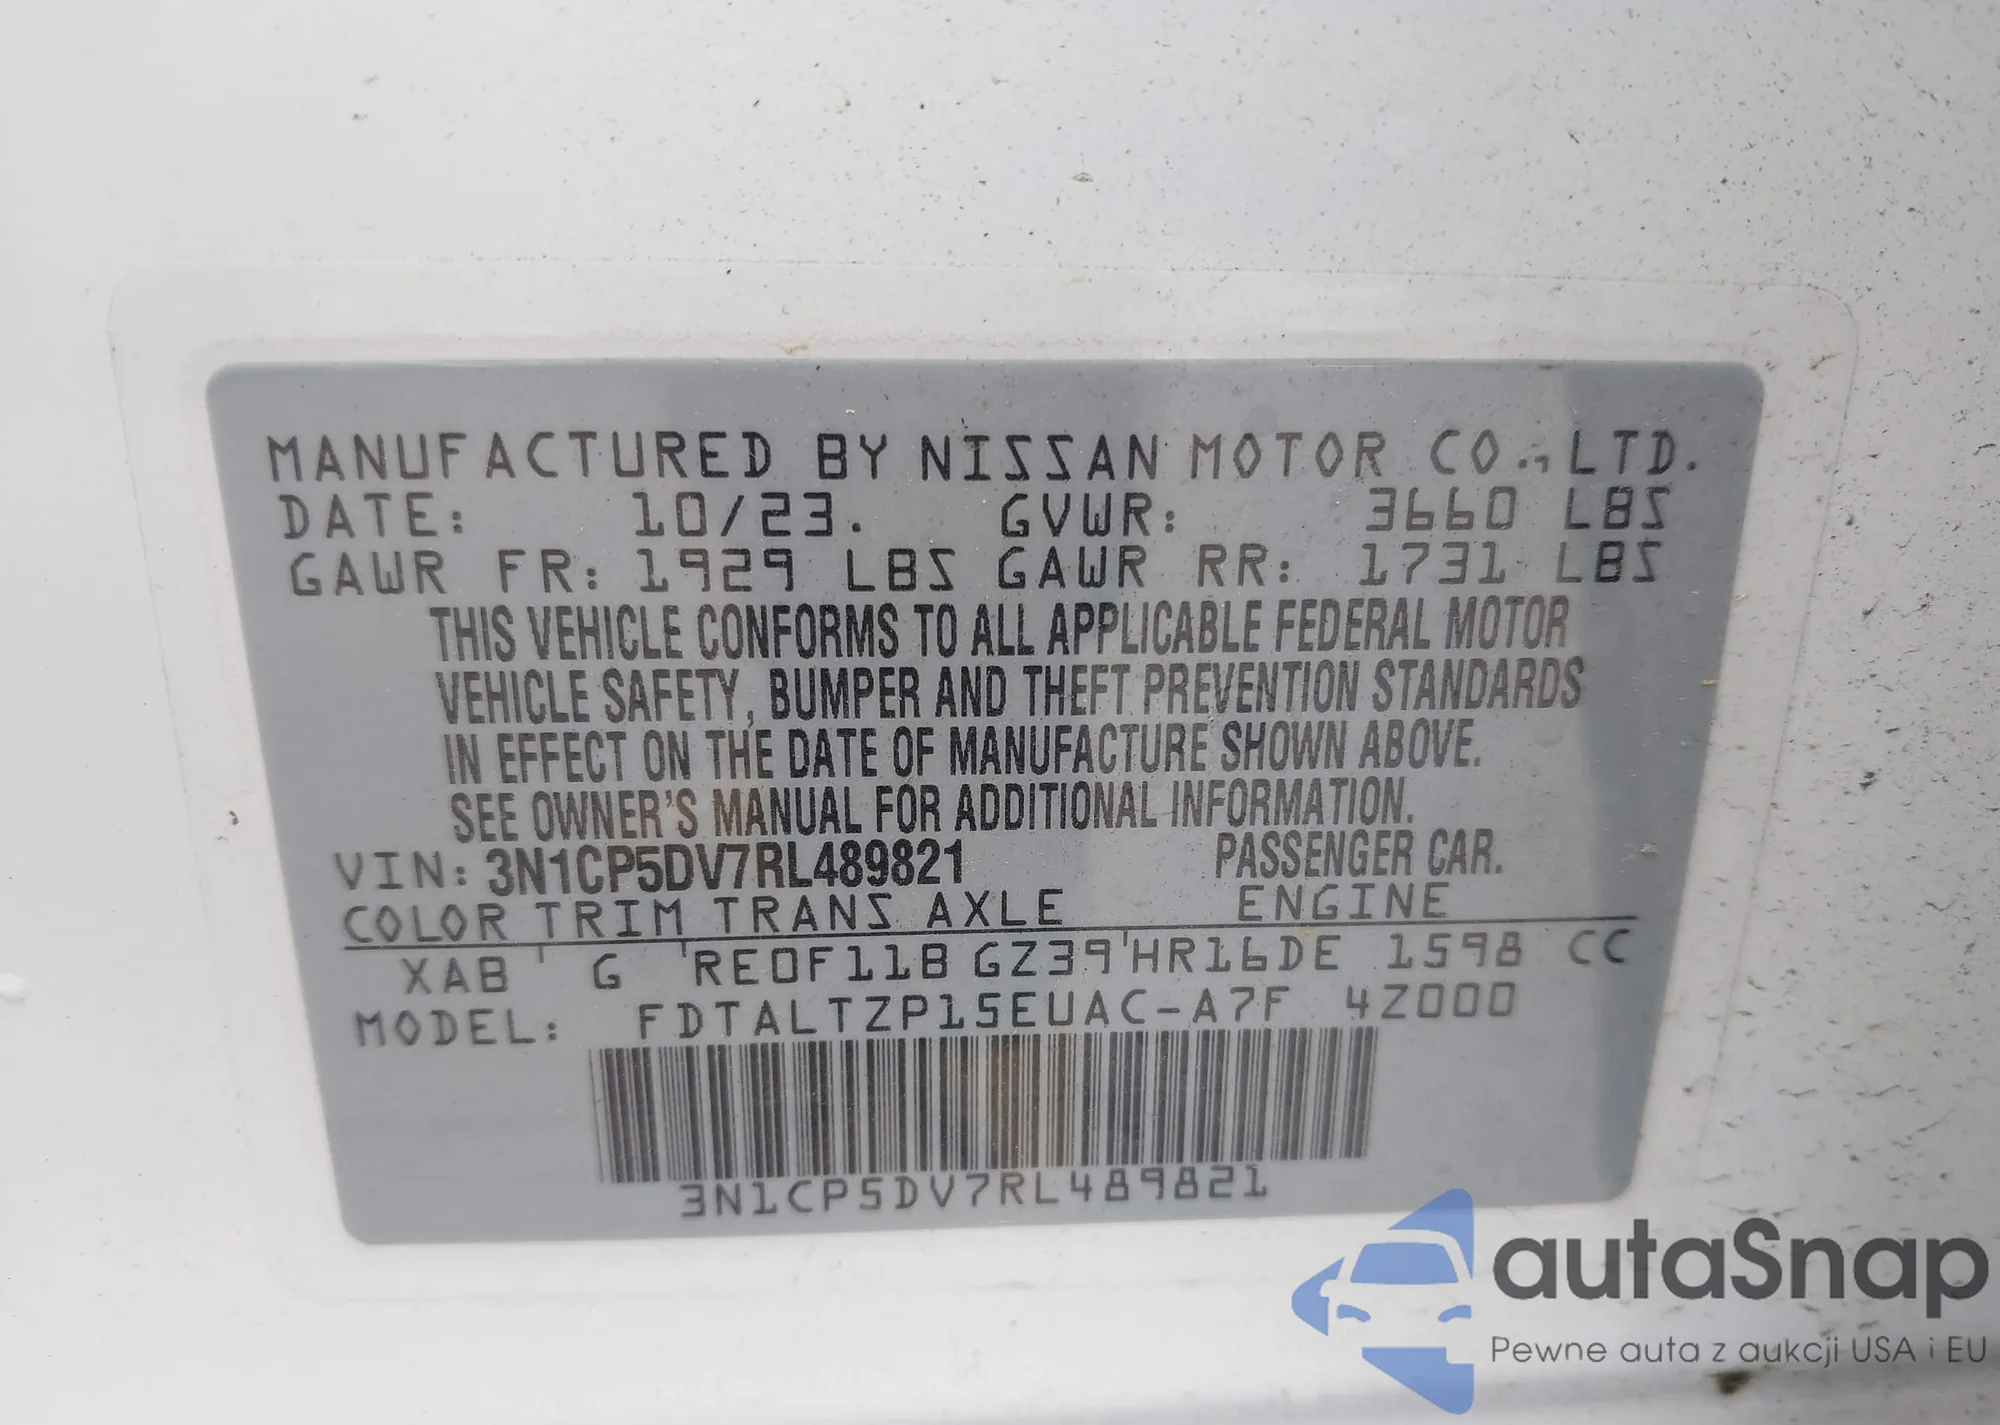 MANUFACTURED BY NISSAN MOTOR CO., LTD.
DATE: 10/23. GVWR: 3660 LBS
GAWR FR: 1929 LBS GAWR RR: 1731 LBS
THIS VEHICLE CONFORMS TO ALL APPLICABLE FEDERAL MOTOR
VEHICLE SAFETY, BUMPER AND THEFT PREVENTION STANDARDS
IN EFFECT ON THE DATE OF MANUFACTURE SHOWN ABOVE.
SEE OWNER'S MANUAL FOR ADDITIONAL INFORMATION.
VIN: 3N1CP5DV7RL489821 PASSENGER CAR.
COLOR TRIM TRANS AXLE ENGINE
XAB ' G 'RE0F11B GZ39'HR16DE 1598 CC
MODEL: FDTALTZP15EUAC-A7F 4Z000
3N1CP5DV7RL489821
autaSnap
Pewne auta z aukcji USA i EU